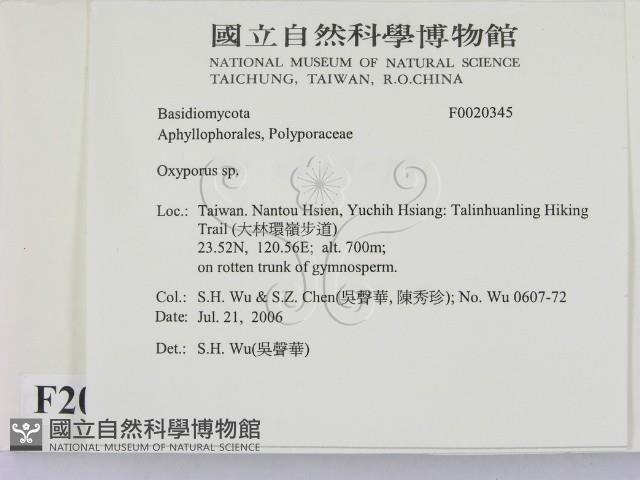 國立自然科學博物館
NATIONAL MUSEUM OF NATURAL SCIENCE
TAICHUNG, TAIWAN, R.O.CHINA
Basidiomycota F0020345
Aphyllophorales, Polyporaceae
Oxyporus sp.
Loc.: Taiwan. Nantou Hsien, Yuchih Hsiang: Talinhuanling Hiking
Trail (大林環嶺步道)
23.52N, 120.56E; alt. 700m;
on rotten trunk of gymnosperm.
Col.: S.H. Wu & S.Z. Chen(吳聲華, 陳秀珍); No. Wu 0607-72
Date: Jul. 21, 2006
Det.: S.H. Wu(吳聲華)
F20
國立自然科學博物館
NATIONAL MUSEUM OF NATURAL SCIENCE